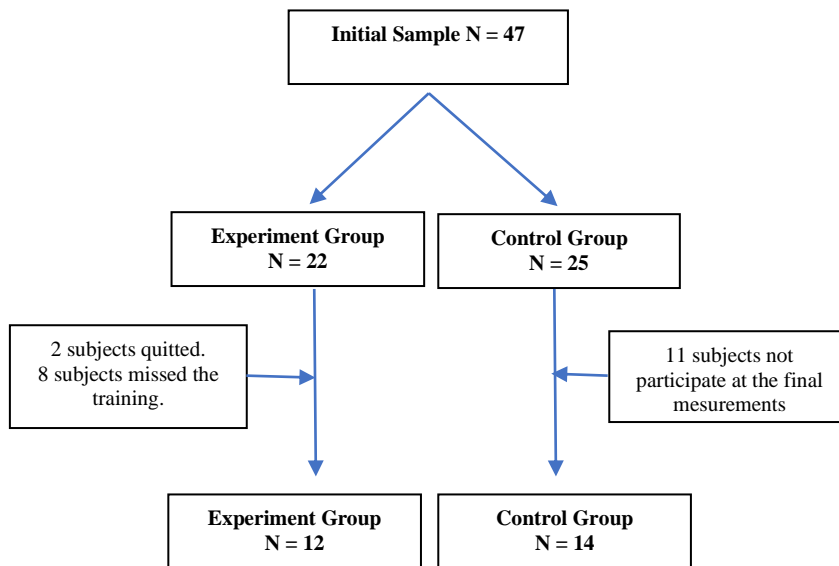 Initial Sample N = 47
Experiment Group
N = 22
Control Group
N = 25
2 subjects quitted.
8 subjects missed the
training.
11 subjects not
participate at the final
mesurements
Experiment Group
N = 12
Control Group
N = 14